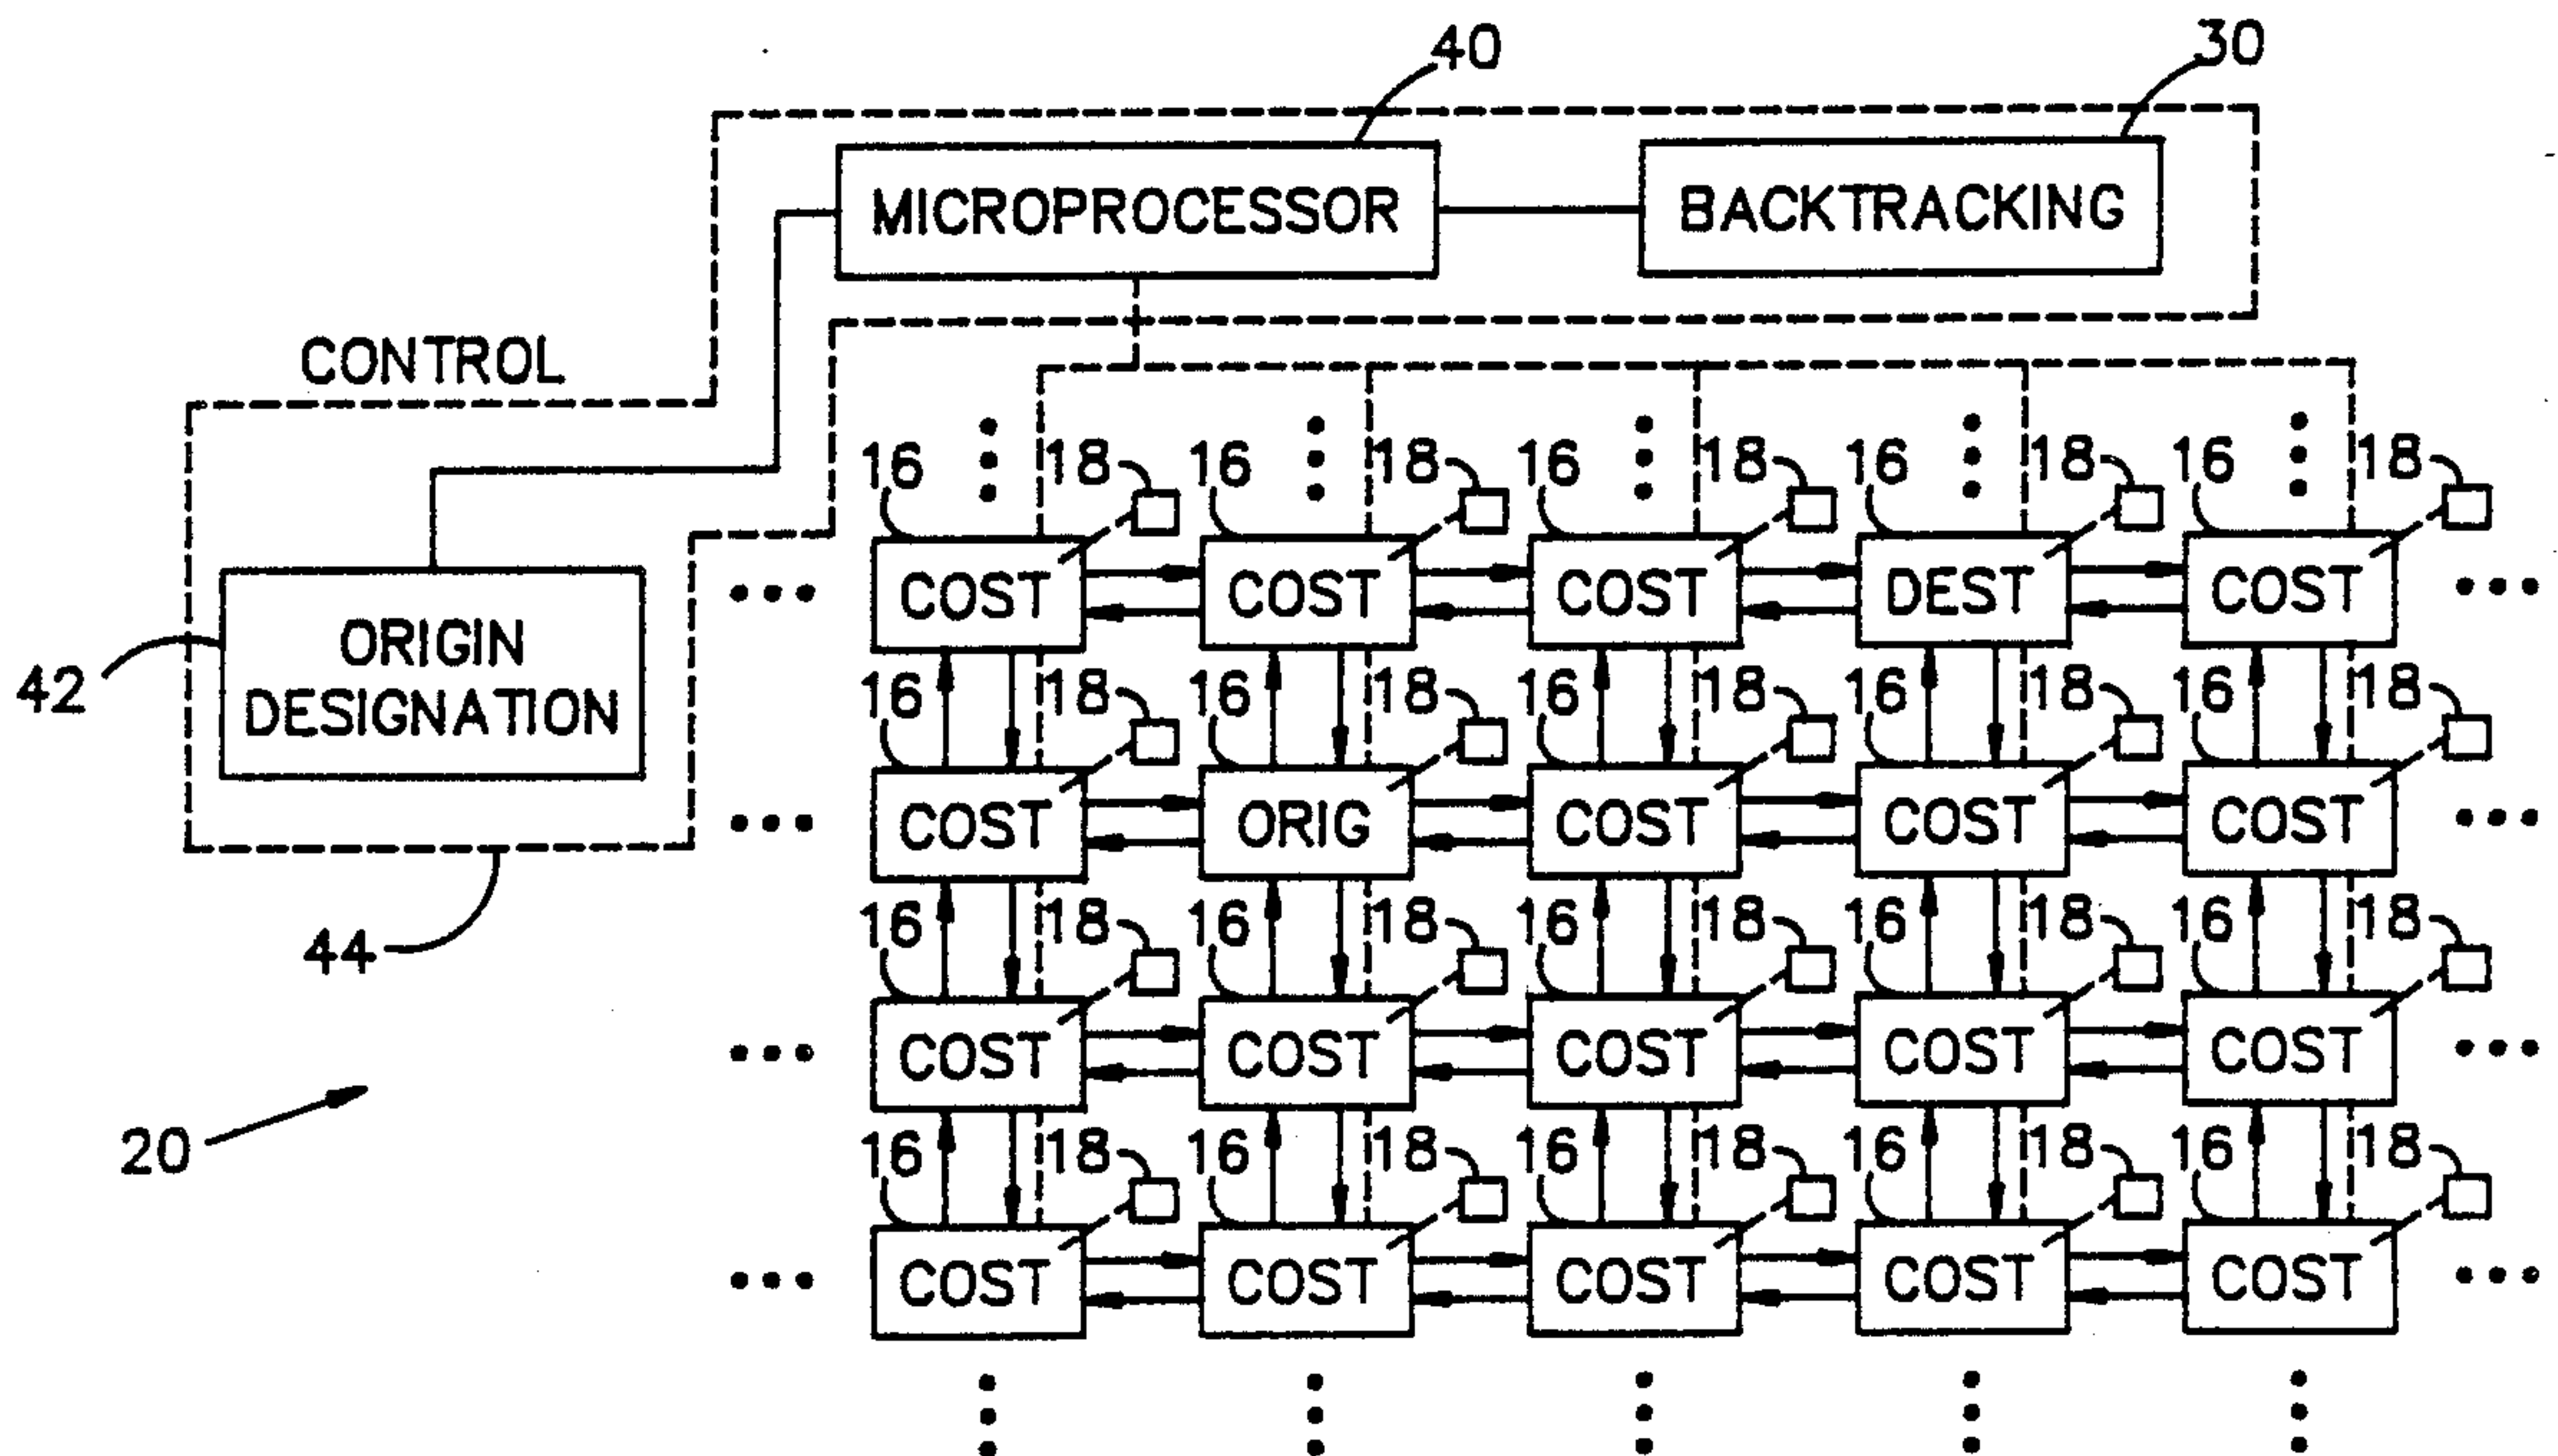 40 30
MICROPROCESSOR BACKTRACKING
CONTROL
16 18 16 18 16 18 16 18 16 18
COST COST COST DEST COST
ORIGIN
DESIGNATION
42
16 18 16 18 16 18 16 18 16 18
COST ORIG COST COST COST
44
16 18 16 18 16 18 16 18 16 18
COST COST COST COST COST
20
16 18 16 18 16 18 16 18 16 18
COST COST COST COST COST